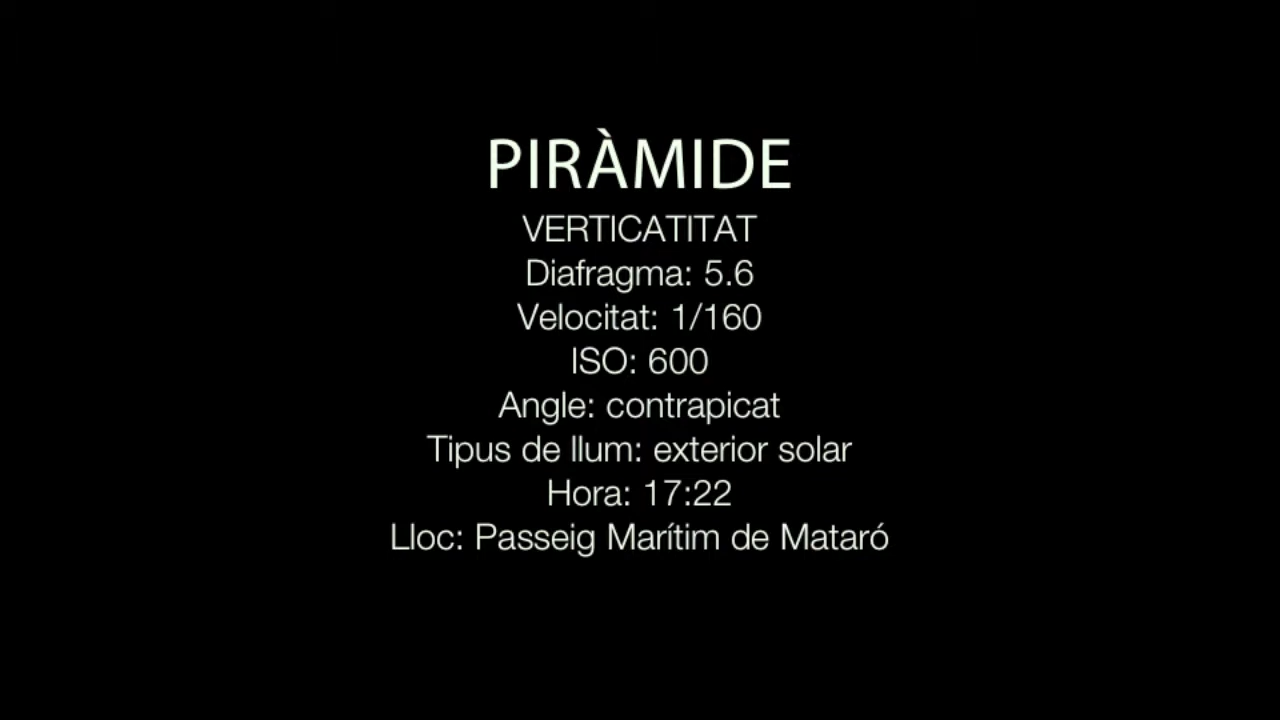 PIRÀMIDE
VERTICATITAT
Diafragma: 5.6
Velocitat: 1/160
ISO: 600
Angle: contrapicat
Tipus de llum: exterior solar
Hora: 17:22
Lloc: Passeig Marítim de Mataró